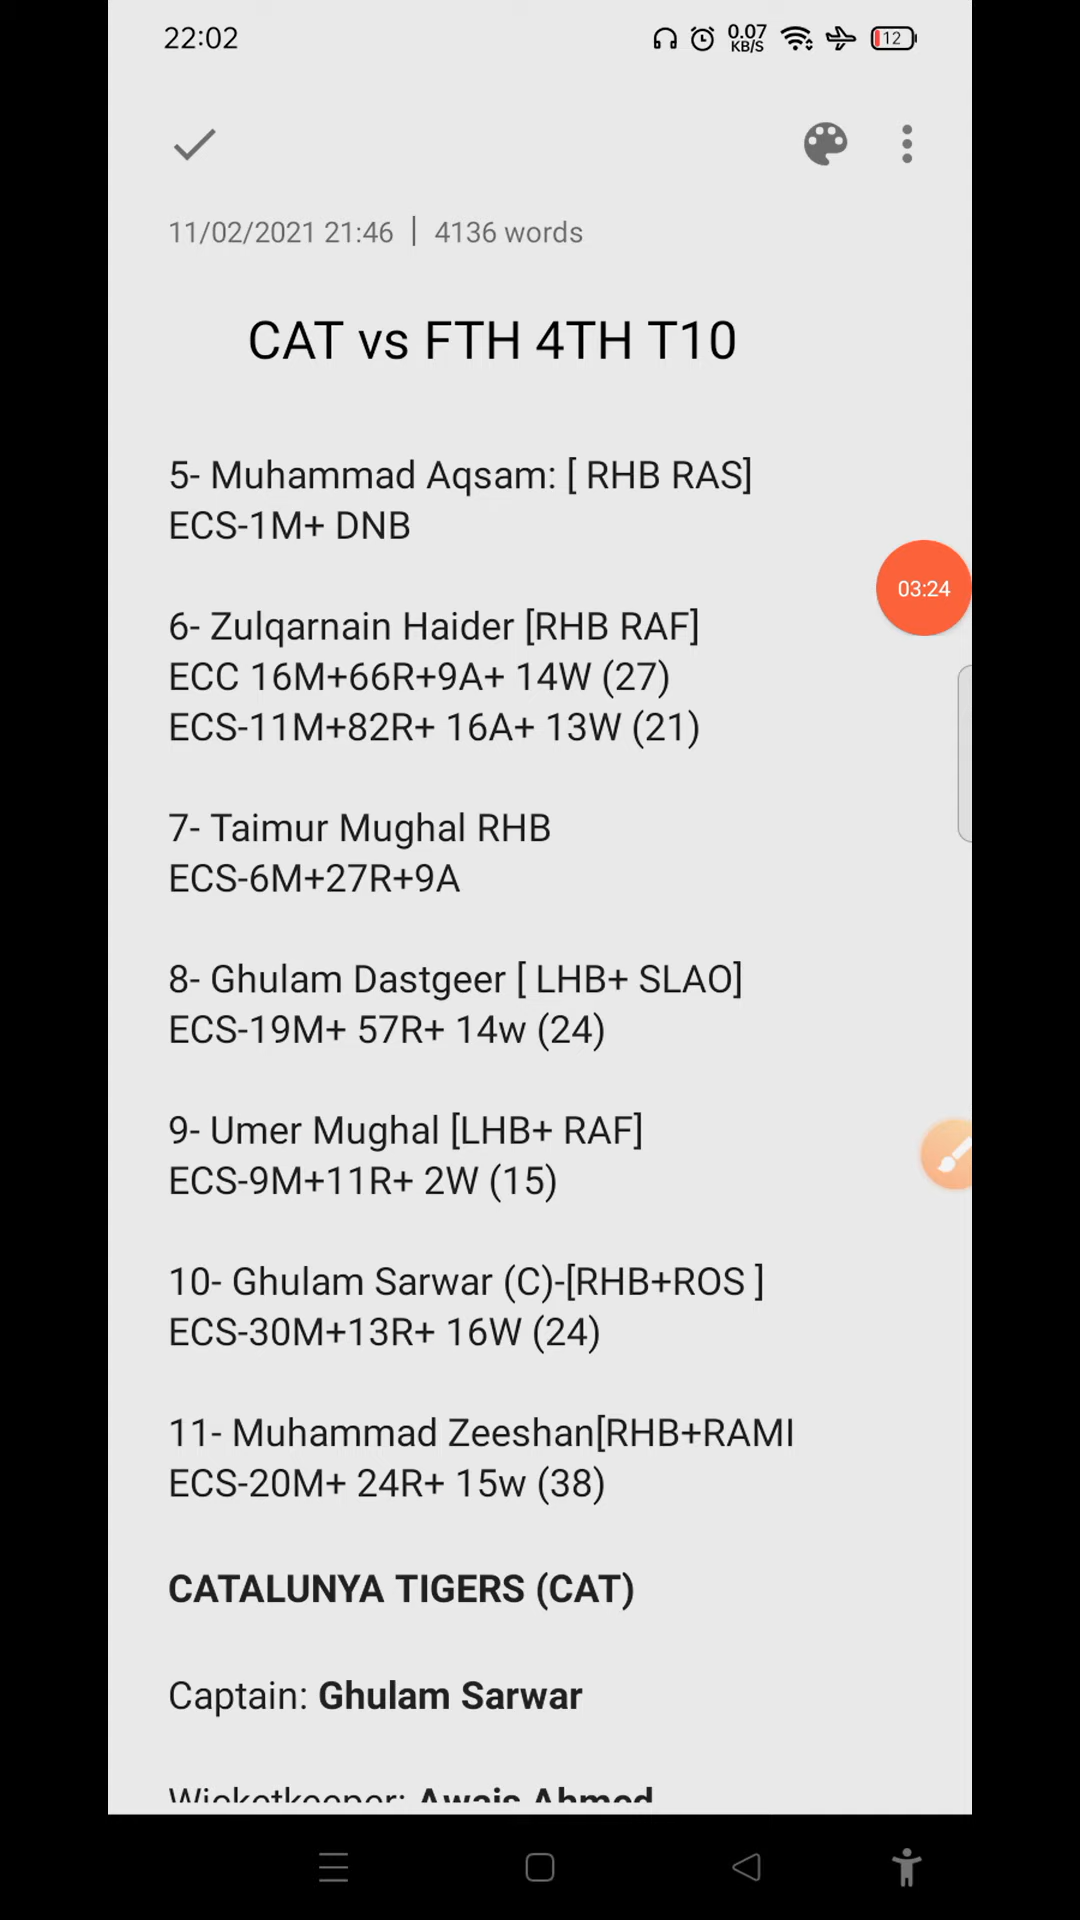 22:02
0.07
KB/S
12
11/02/2021 21:46 | 4136 words
CAT vs FTH 4TH T10
5- Muhammad Aqsam: [ RHB RAS]
ECS-1M+ DNB
03:24
6- Zulqarnain Haider [RHB RAF]
ECC 16M+66R+9A+ 14W (27)
ECS-11M+82R+ 16A+ 13W (21)
7- Taimur Mughal RHB
ECS-6M+27R+9A
8- Ghulam Dastgeer [ LHB+ SLAO]
ECS-19M+ 57R+ 14w (24)
9- Umer Mughal [LHB+ RAF]
ECS-9M+11R+ 2W (15)
10- Ghulam Sarwar (C)-[RHB+ROS ]
ECS-30M+13R+ 16W (24)
11- Muhammad Zeeshan[RHB+RAMI
ECS-20M+ 24R+ 15w (38)
CATALUNYA TIGERS (CAT)
Captain: Ghulam Sarwar
Wicketkeeper: Awais Ahmed